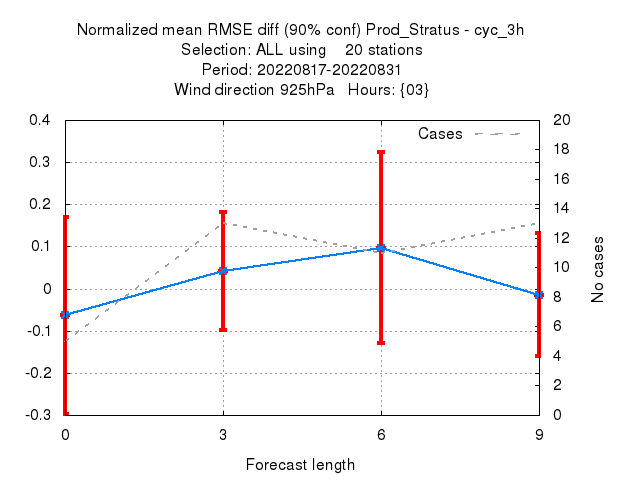 Normalized mean RMSE diff (90% conf) Prod_Stratus - cyc_3h
Selection: ALL using    20 stations
Period: 20220817-20220831
Wind direction 925hPa   Hours: {03}
Cases
0.4
0.3
0.2
0.1
0
-0.1
-0.2
-0.3
20
18
16
14
12
10
8
6
4
2
0
No cases
0 3 6 9
Forecast length